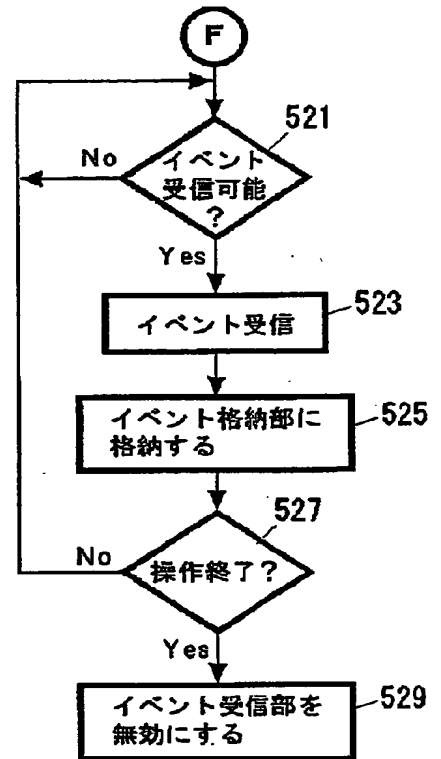 F
521
No
イベント
受信可能
?
Yes
イベント受信
523
イベント格納部に
格納する
525
527
No
操作終了?
Yes
イベント受信部を
無効にする
529